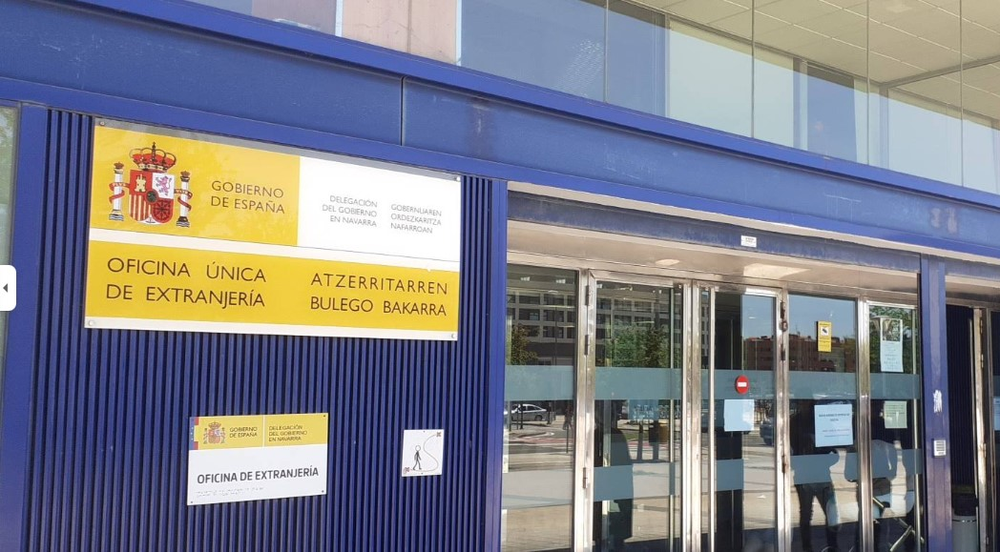 GOBIERNO
DE ESPAÑA
DELEGACIÓN
DEL GOBIERNO
EN NAVARRA
GOBERNUAREN
ORDEZKARITZA
NAFARROAN
OFICINA ÚNICA
DE EXTRANJERÍA
ATZERRITARREN
BULEGO BAKARRA
GOBIERNO
DE ESPAÑA
DELEGACIÓN
DEL GOBIERNO
EN NAVARRA
OFICINA DE EXTRANJERÍA